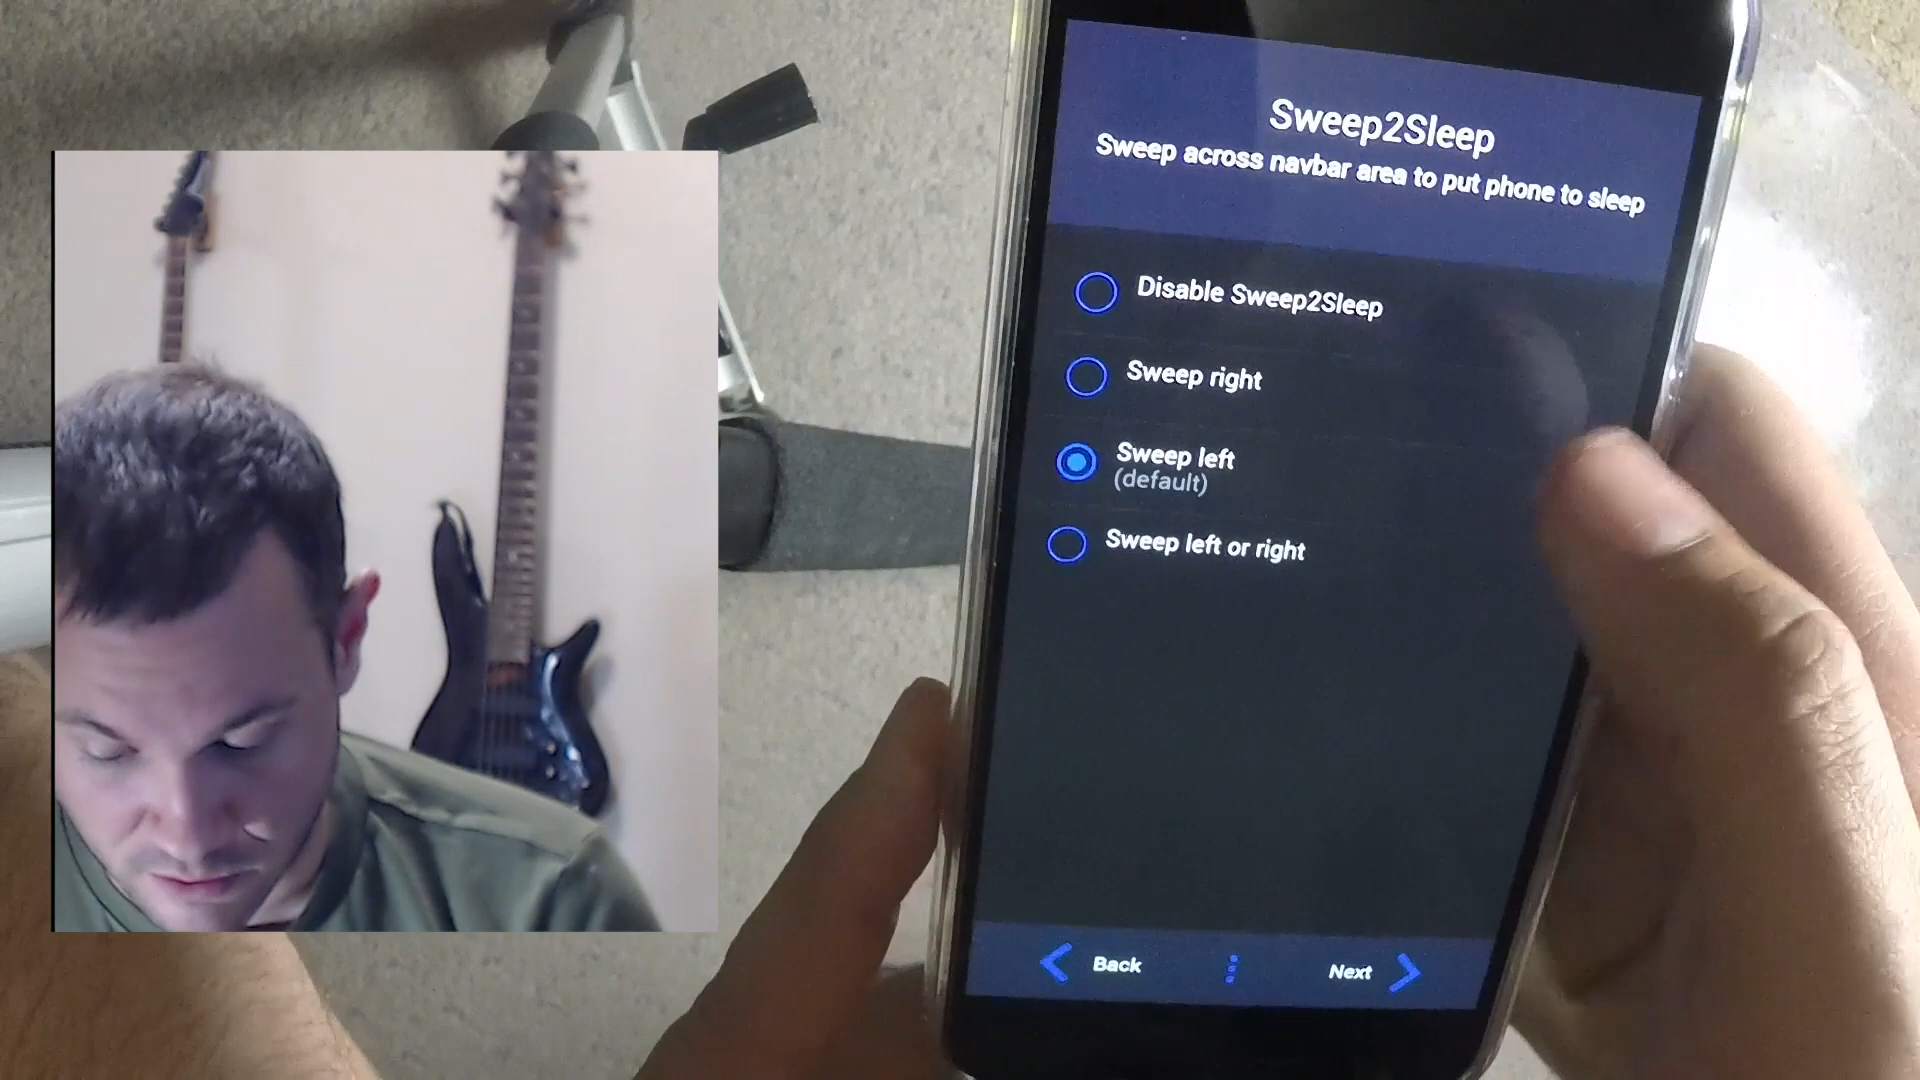 Sweep2Sleep
Sweep across navbar area to put phone to sleep
Disable Sweep2Sleep
Sweep right
Sweep left
(default)
Sweep left or right
Back
Next